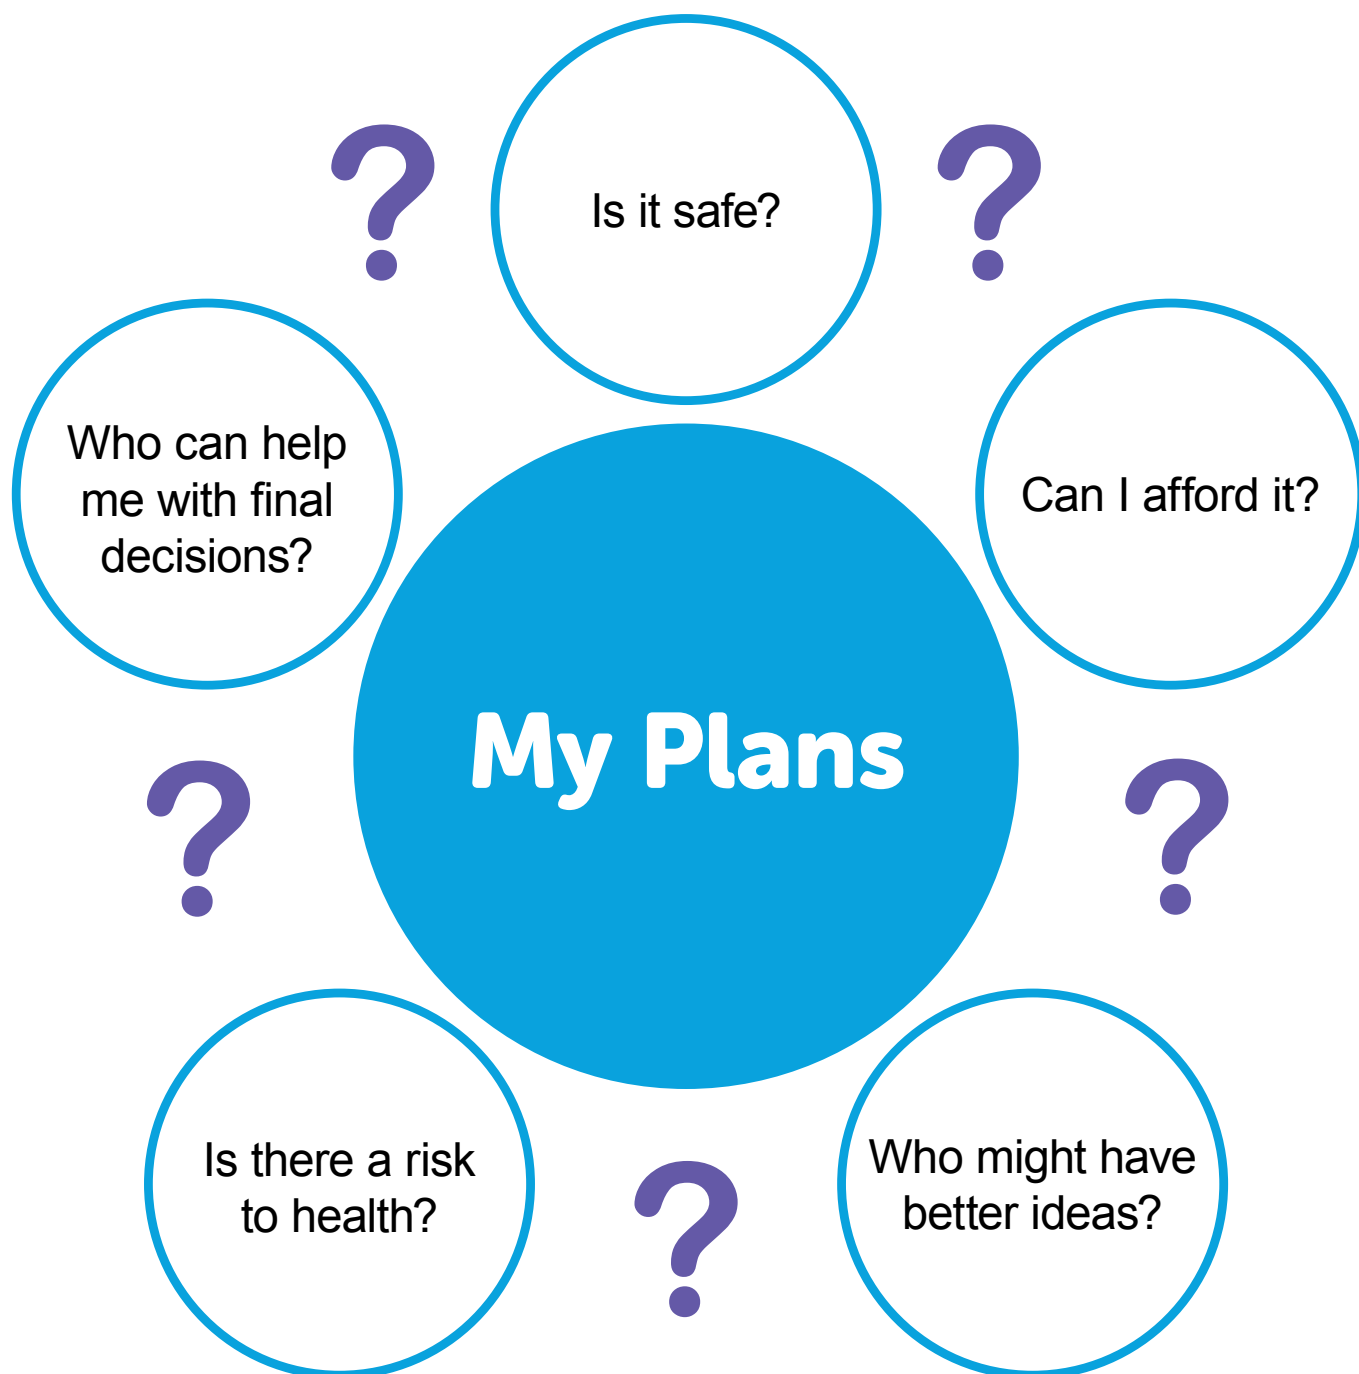 ?
?
Is it safe?
Who can help
me with final
decisions?
Can I afford it?
My Plans
?
?
Is there a risk
to health?
Who might have
better ideas?
?